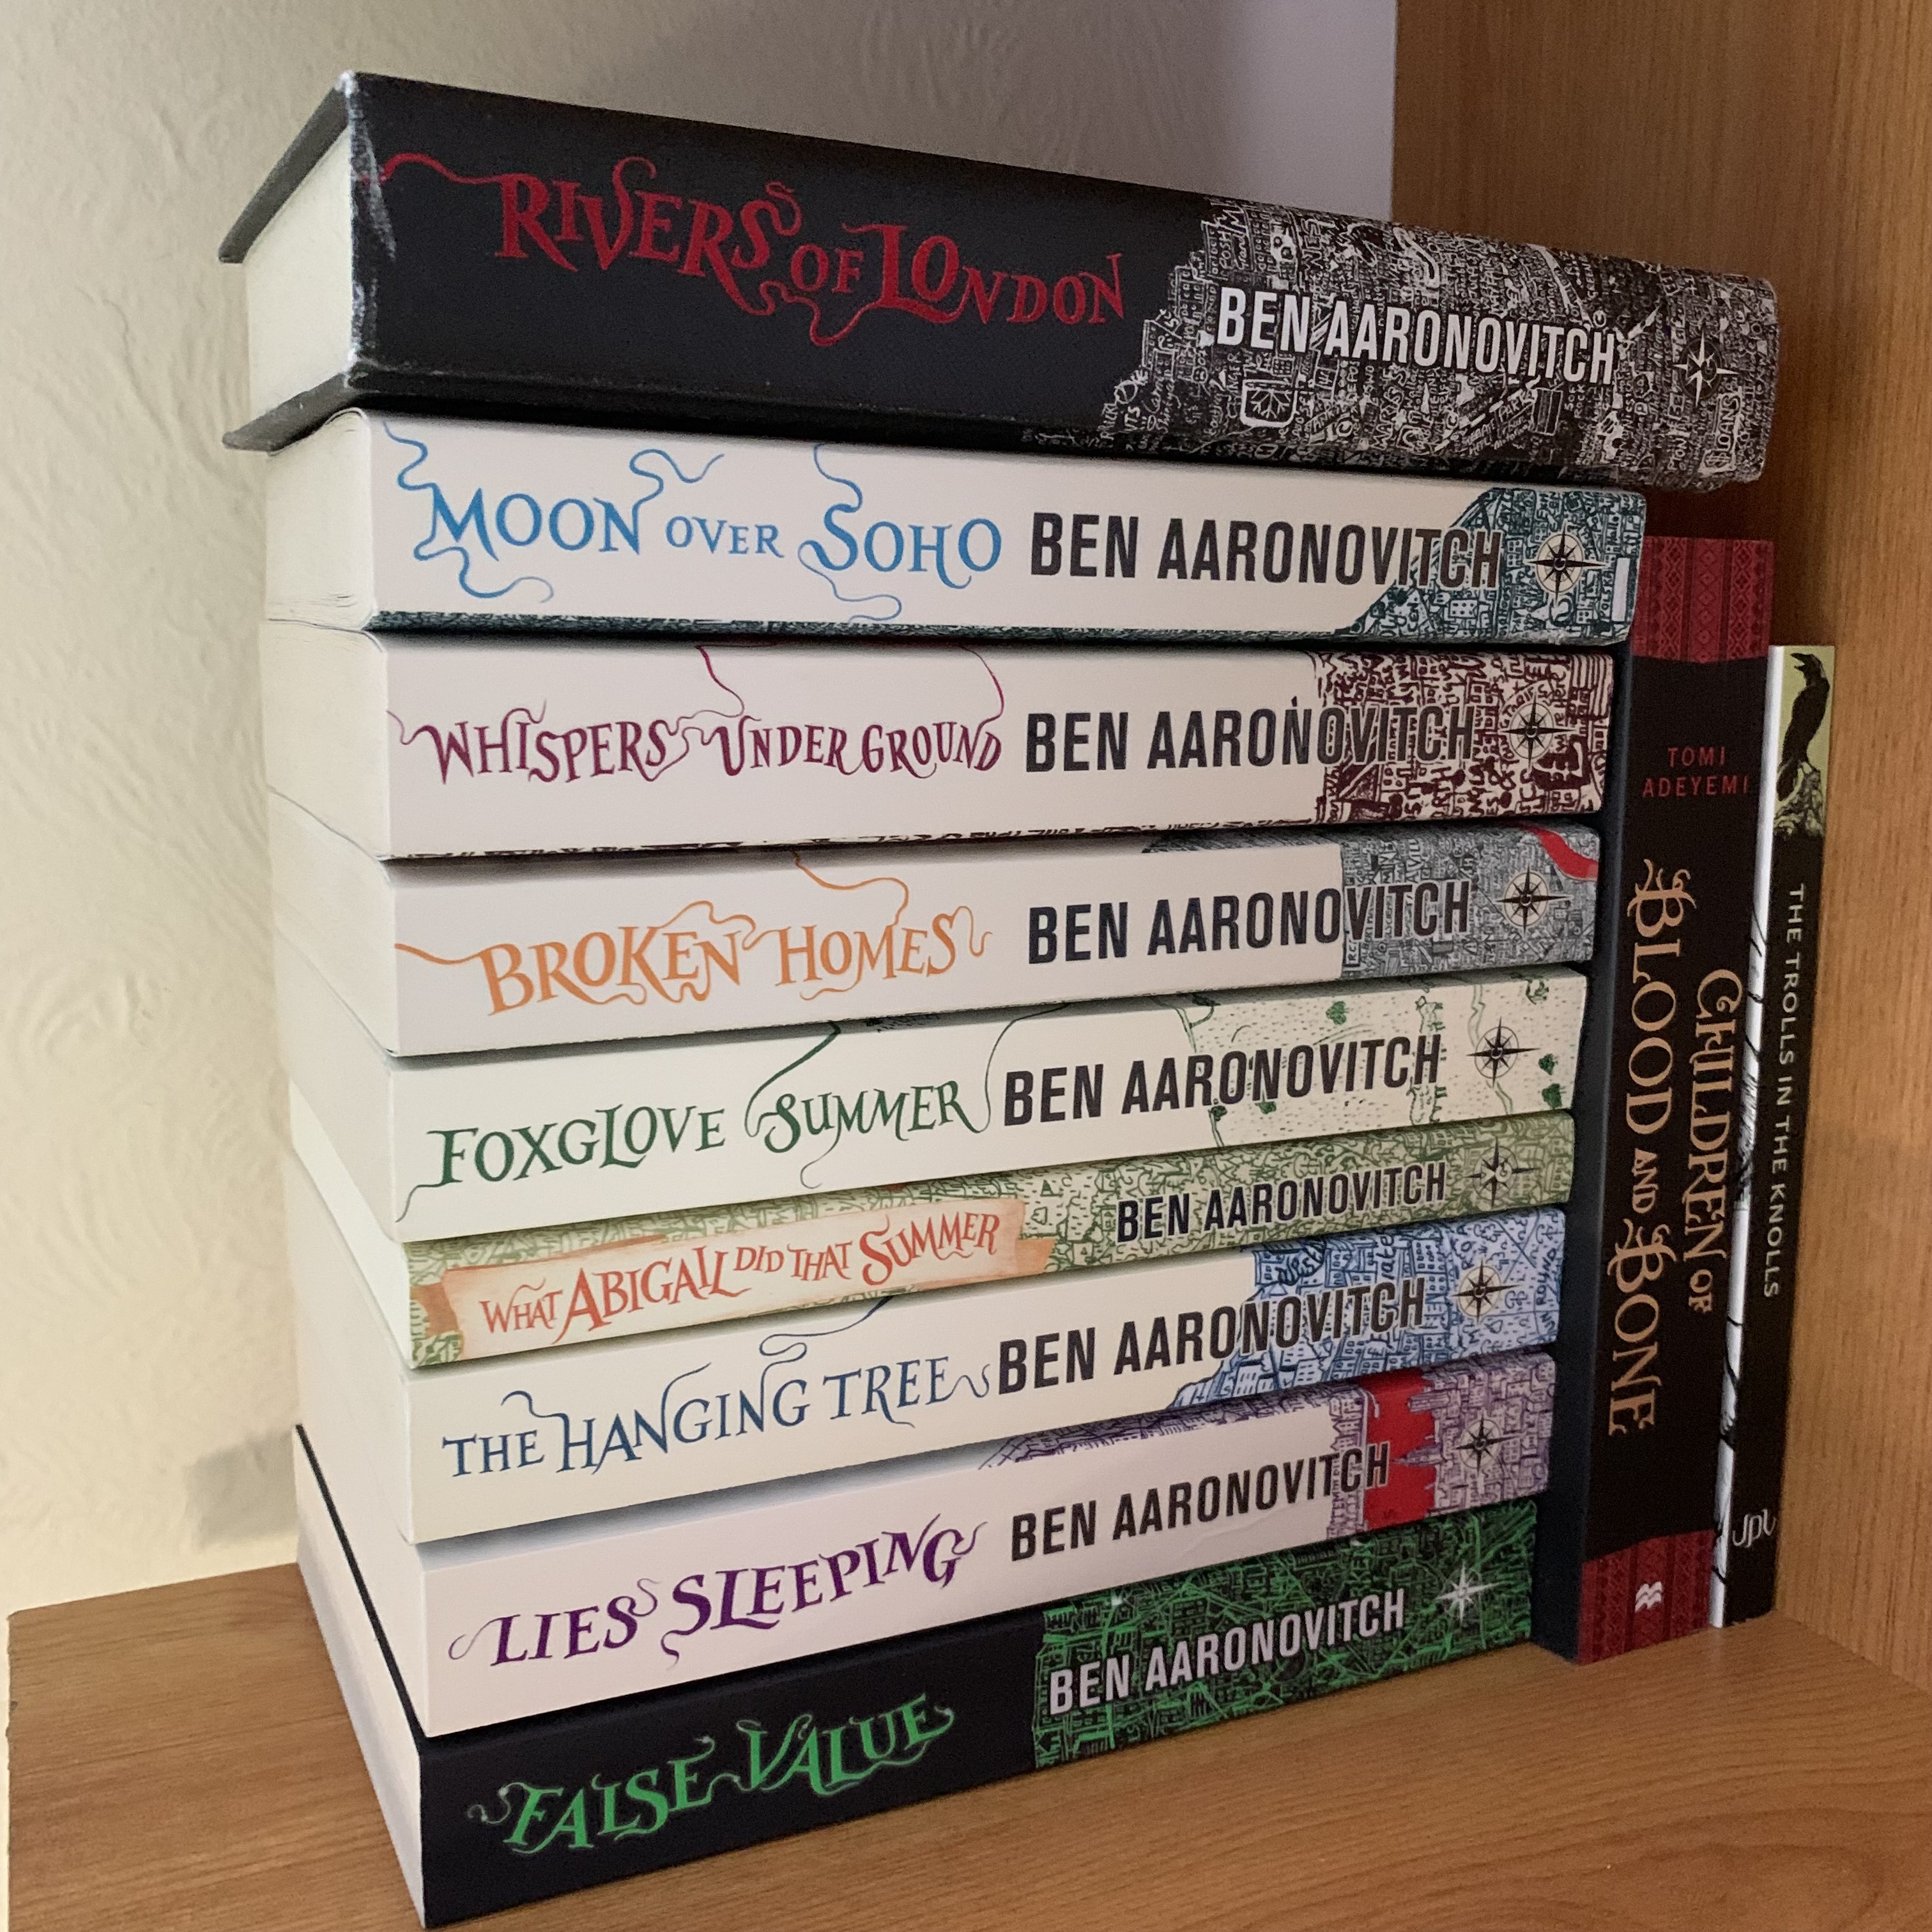 RIVERS OF LONDON BEN AARONOVITCH
MOON OVER SOHO BEN AARONOVITCH
WHISPERS UNDER GROUND BEN AARONOVITCH
BROKEN HOMES BEN AARONOVITCH
FOXGLOVE SUMMER BEN AARONOVITCH
WHAT ABIGAIL DID THAT SUMMER BEN AARONOVITCH
THE HANGING TREE BEN AARONOVITCH
LIES SLEEPING BEN AARONOVITCH
FALSE VALUE BEN AARONOVITCH
TOMI
ADEYEMI
CHILDREN OF
BLOOD AND BONE
THE TROLLS IN THE KNOLLS